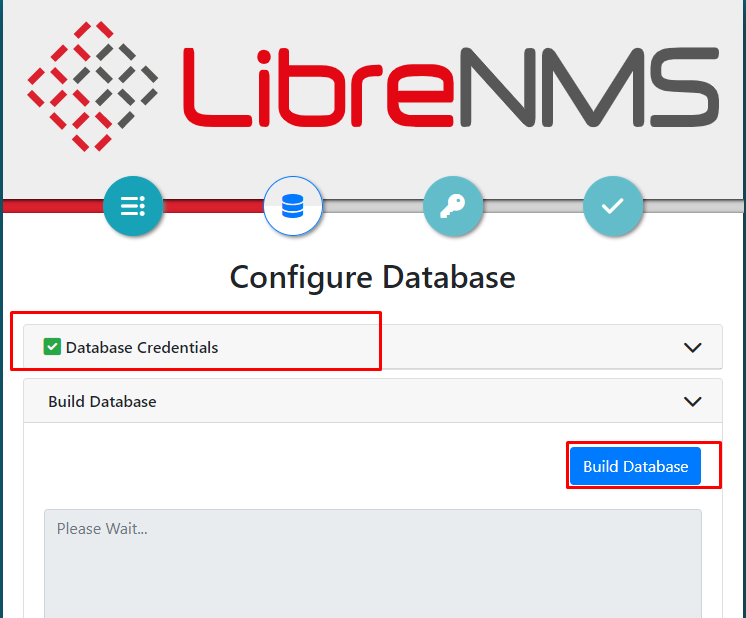 LibreNMS
Configure Database
Database Credentials
Build Database
Build Database
Please Wait...